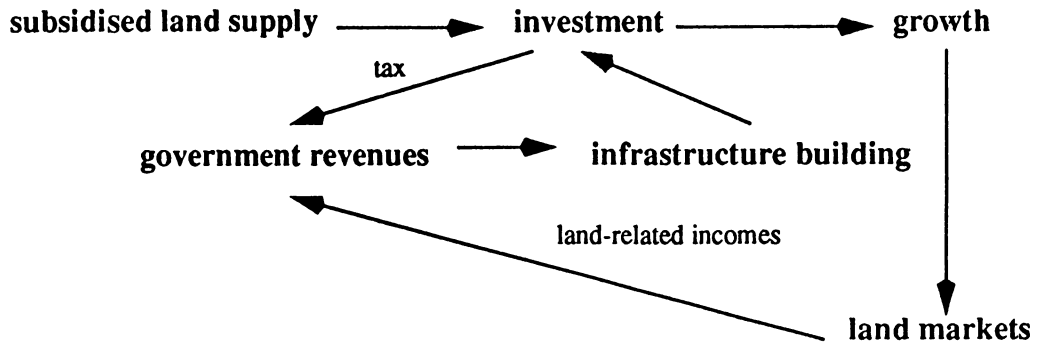 subsidised land supply
investment
growth
tax
government revenues
infrastructure building
land-related incomes
land markets